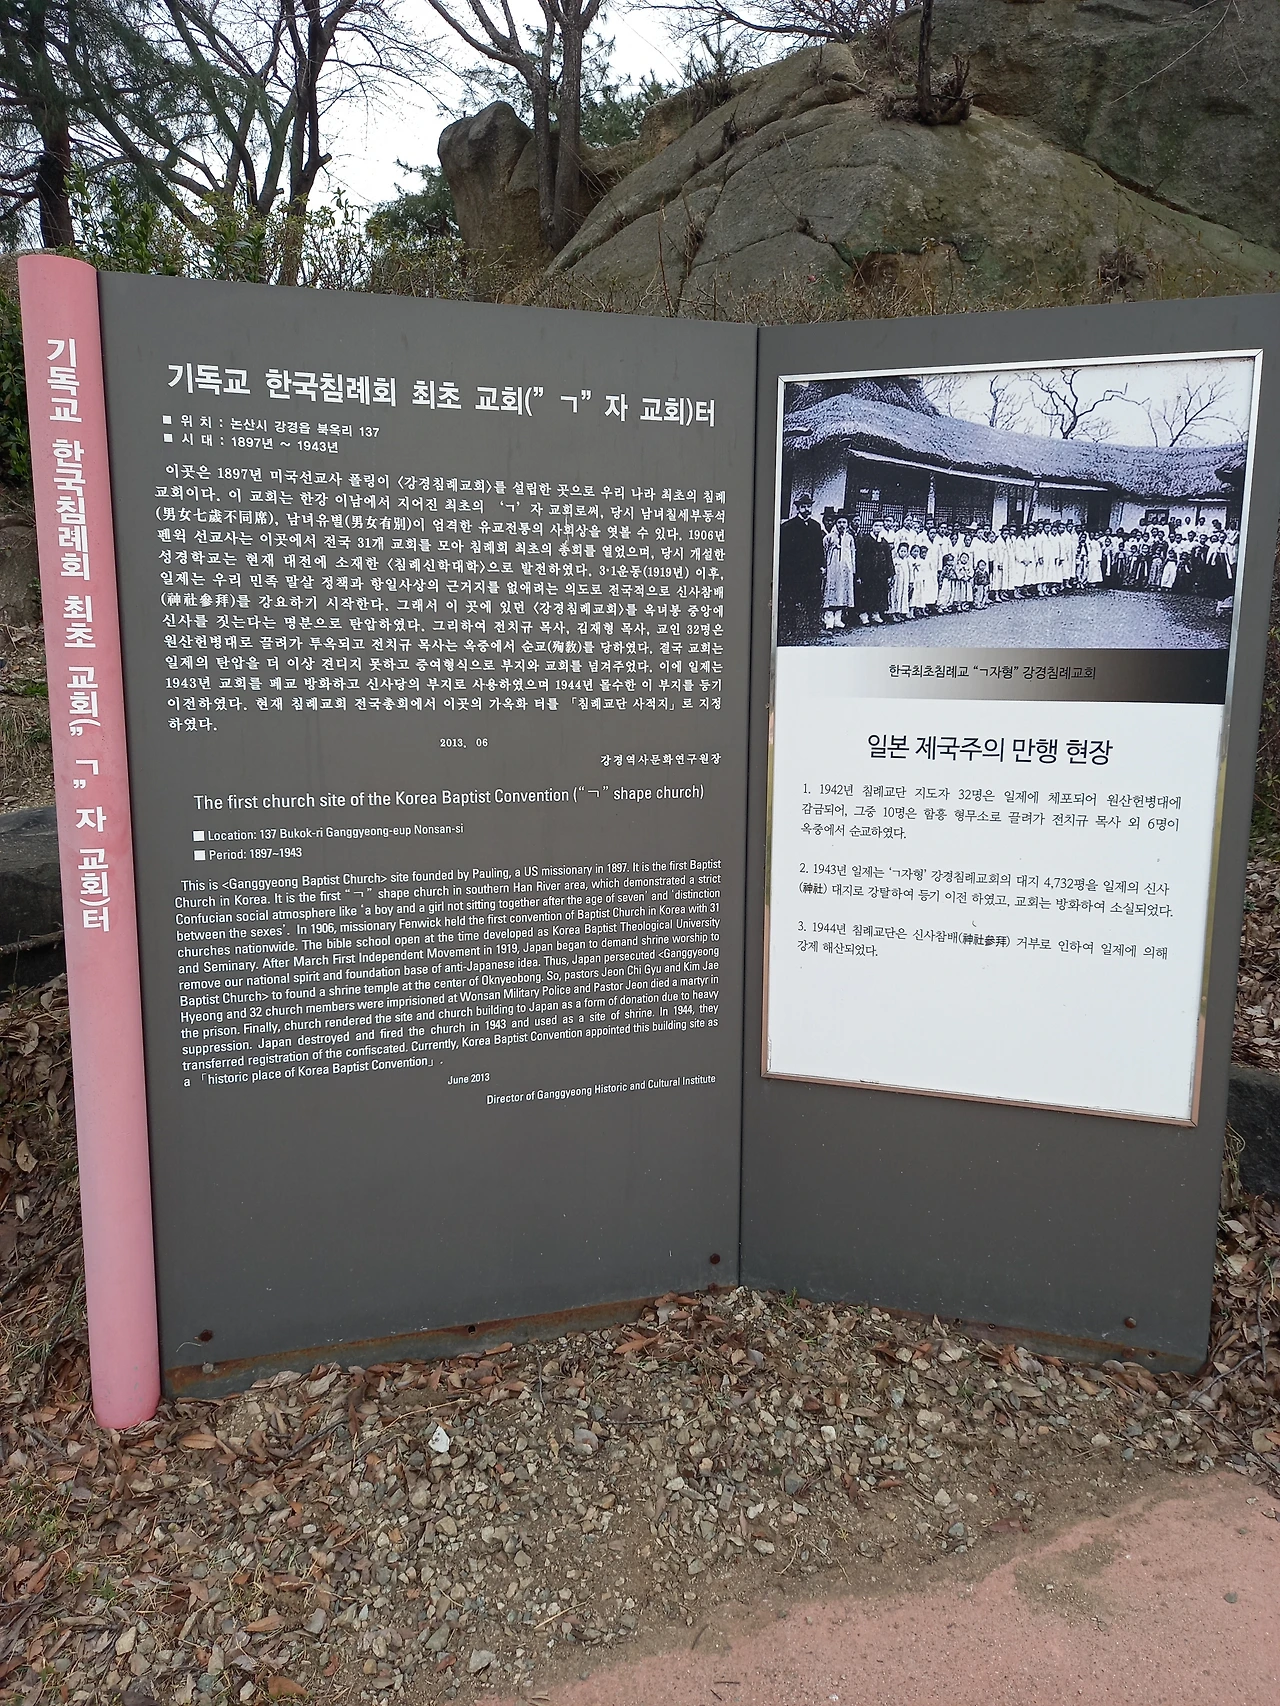 기독교 한국침례회 최초 교회(” ㄱ ” 자 교회)터
기독교 한국침례회 최초 교회(” ㄱ” 자 교회)터
■ 위 치 : 논산시 강경읍 북옥리 137
■ 시 대 : 1897년 ~ 1943년
이곳은 1897년 미국선교사 폴링이 〈강경침례교회〉를 설립한 곳으로 우리 나라 최초의 침례
교회이다. 이 교회는 한강 이남에서 지어진 최초의 ‘ㄱ’ 자 교회로써, 당시 남녀칠세부동석
(男女七歲不同席), 남녀유별(男女有別)이 엄격한 유교전통의 사회상을 엿볼 수 있다. 1906년
펜윅 선교사는 이곳에서 전국 31개 교회를 모아 침례회 최초의 총회를 열었으며, 당시 개설한
성경학교는 현재 대전에 소재한 〈침례신학대학〉으로 발전하였다. 3·1운동(1919년) 이후,
일제는 우리 민족 말살 정책과 항일사상의 근거지를 없애려는 의도로 전국적으로 신사참배
(神社參拜)를 강요하기 시작한다. 그래서 이 곳에 있던 〈강경침례교회〉를 옥녀봉 중앙에
신사를 짓는다는 명분으로 탄압하였다. 그리하여 전치규 목사, 김재형 목사, 교인 32명은
원산헌병대로 끌려가 투옥되고 전치규 목사는 옥중에서 순교(殉敎)를 당하였다. 결국 교회는
일제의 탄압을 더 이상 견디지 못하고 증여형식으로 부지와 교회를 넘겨주었다. 이에 일제는
1943년 교회를 폐교 방화하고 신사당의 부지로 사용하였으며 1944년 몰수한 이 부지를 등기
이전하였다. 현재 침례교회 전국총회에서 이곳의 가옥화 터를 「침례교단 사적지」로 지정
하였다.
2013. 06
강경역사문화연구원장
The first church site of the Korea Baptist Convention (“ㄱ” shape church)
■ Location: 137 Bukok-ri Ganggyeong-eup Nonsan-si
■ Period: 1897~1943
This is <Ganggyeong Baptist Church> site founded by Pauling, a US missionary in 1897. It is the first Baptist
Church in Korea. It is the first “ㄱ” shape church in southern Han River area, which demonstrated a strict
Confucian social atmosphere like ‘a boy and a girl not sitting together after the age of seven’ and ‘distinction
between the sexes’. In 1906, missionary Fenwick held the first convention of Baptist Church in Korea with 31
churches nationwide. The bible school open at the time developed as Korea Baptist Theological University
and Seminary. After March First Independent Movement in 1919, Japan began to demand shrine worship to
remove our national spirit and foundation base of anti-Japanese idea. Thus, Japan persecuted <Ganggyeong
Baptist Church> to found a shrine temple at the center of Oknyeobong. So, pastors Jeon Chi Gyu and Kim Jae
Hyeong and 32 church members were imprisioned at Wonsan Military Police and Pastor Jeon died a martyr in
the prison. Finally, church rendered the site and church building to Japan as a form of donation due to heavy
suppression. Japan destroyed and fired the church in 1943 and used as a site of shrine. In 1944, they
transferred registration of the confiscated. Currently, Korea Baptist Convention appointed this building site as
a 「historic place of Korea Baptist Convention」.
June 2013
Director of Ganggyeong Historic and Cultural Institute
한국최초침례교 “ㄱ자형” 강경침례교회
일본 제국주의 만행 현장
1. 1942년 침례교단 지도자 32명은 일제에 체포되어 원산헌병대에
감금되어, 그중 10명은 함흥 형무소로 끌려가 전치규 목사 외 6명이
옥중에서 순교하였다.
2. 1943년 일제는 ‘ㄱ자형’ 강경침례교회의 대지 4,732평을 일제의 신사
(神社) 대지로 강탈하여 등기 이전 하였고, 교회는 방화하여 소실되었다.
3. 1944년 침례교단은 신사참배(神社參拜) 거부로 인하여 일제에 의해
강제 해산되었다.